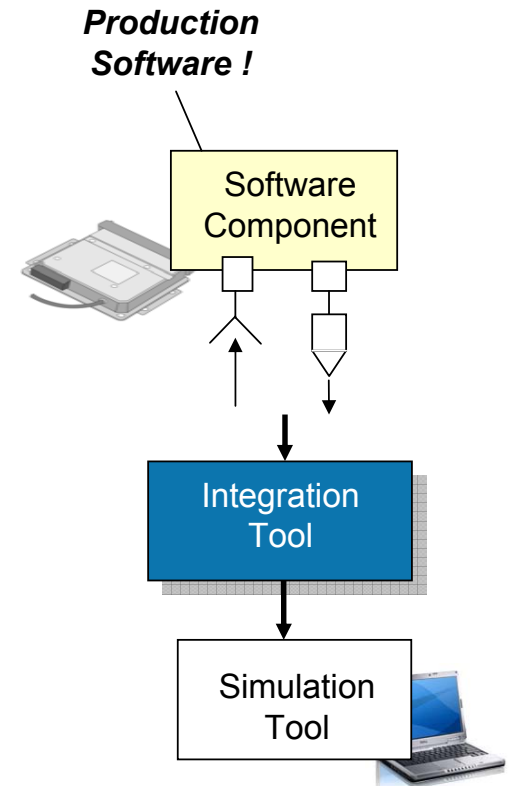 Production
Software !
Software
Component
Integration
Tool
Simulation
Tool